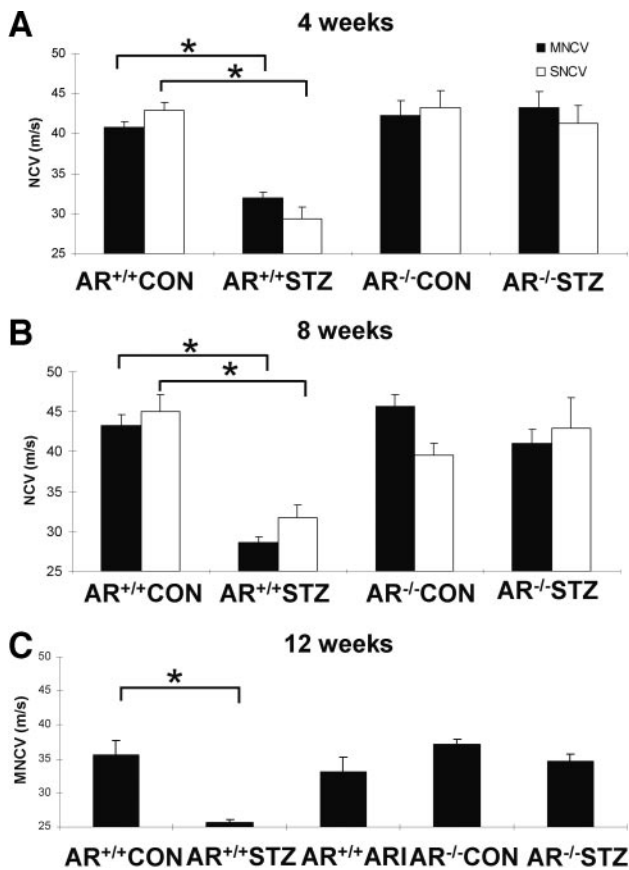 A 4 weeks
* *
50
45
40
35
30
25
NCV (m/s)
MNCV
SNCV
AR+/+CON AR+/+STZ AR-/-CON AR-/-STZ
B 8 weeks
* *
50
45
40
35
30
25
NCV (m/s)
AR+/+CON AR+/+STZ AR-/-CON AR-/-STZ
C 12 weeks
*
50
45
40
35
30
25
MNCV (m/s)
AR+/+CON AR+/+STZ AR+/+ARI AR-/-CON AR-/-STZ